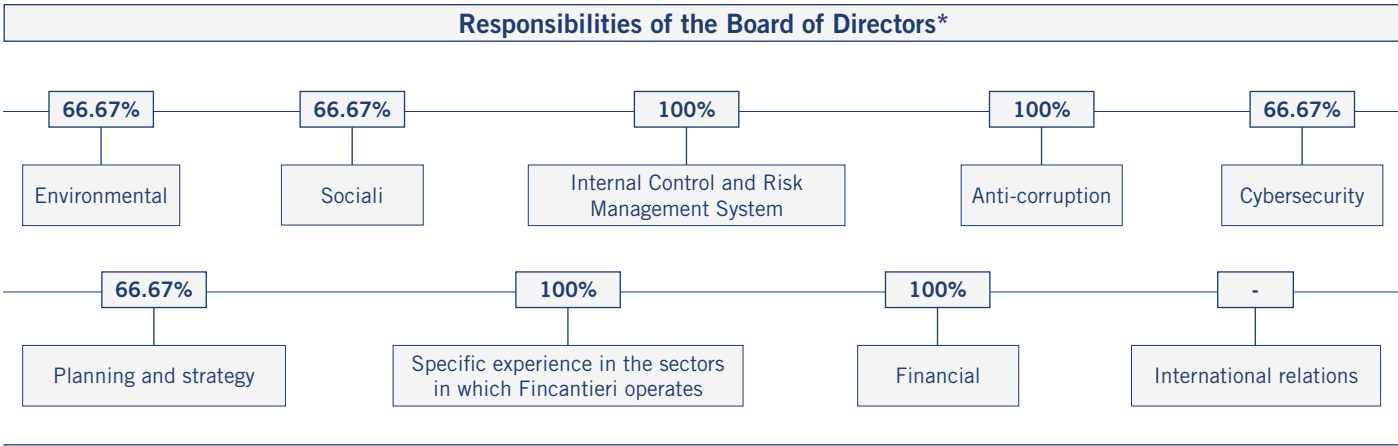 Responsibilities of the Board of Directors*
66.67%
66.67%
100%
100%
66.67%
Environmental
Sociali
Internal Control and Risk
Management System
Anti-corruption
Cybersecurity
66.67%
100%
100%
-
Planning and strategy
Specific experience in the sectors
in which Fincantieri operates
Financial
International relations